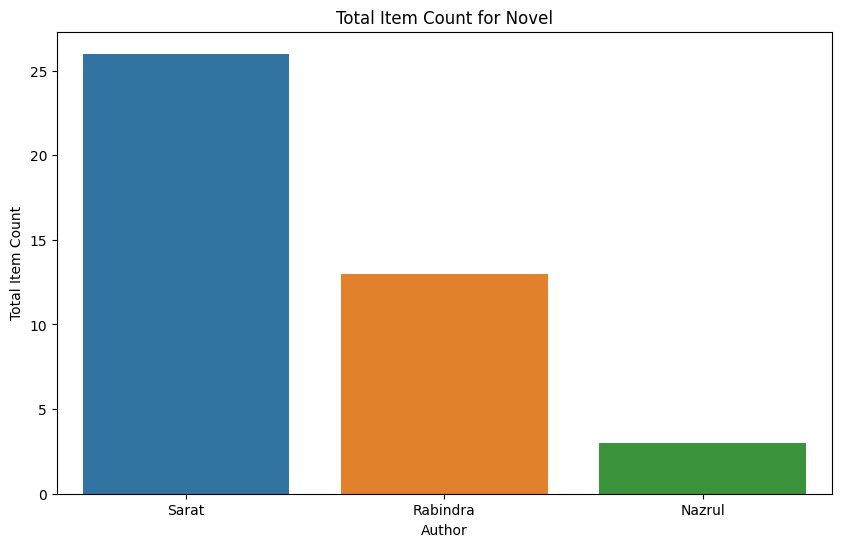 Total Item Count for Novel
Total Item Count
25
20
15
10
5
0
Sarat
Rabindra
Nazrul
Author